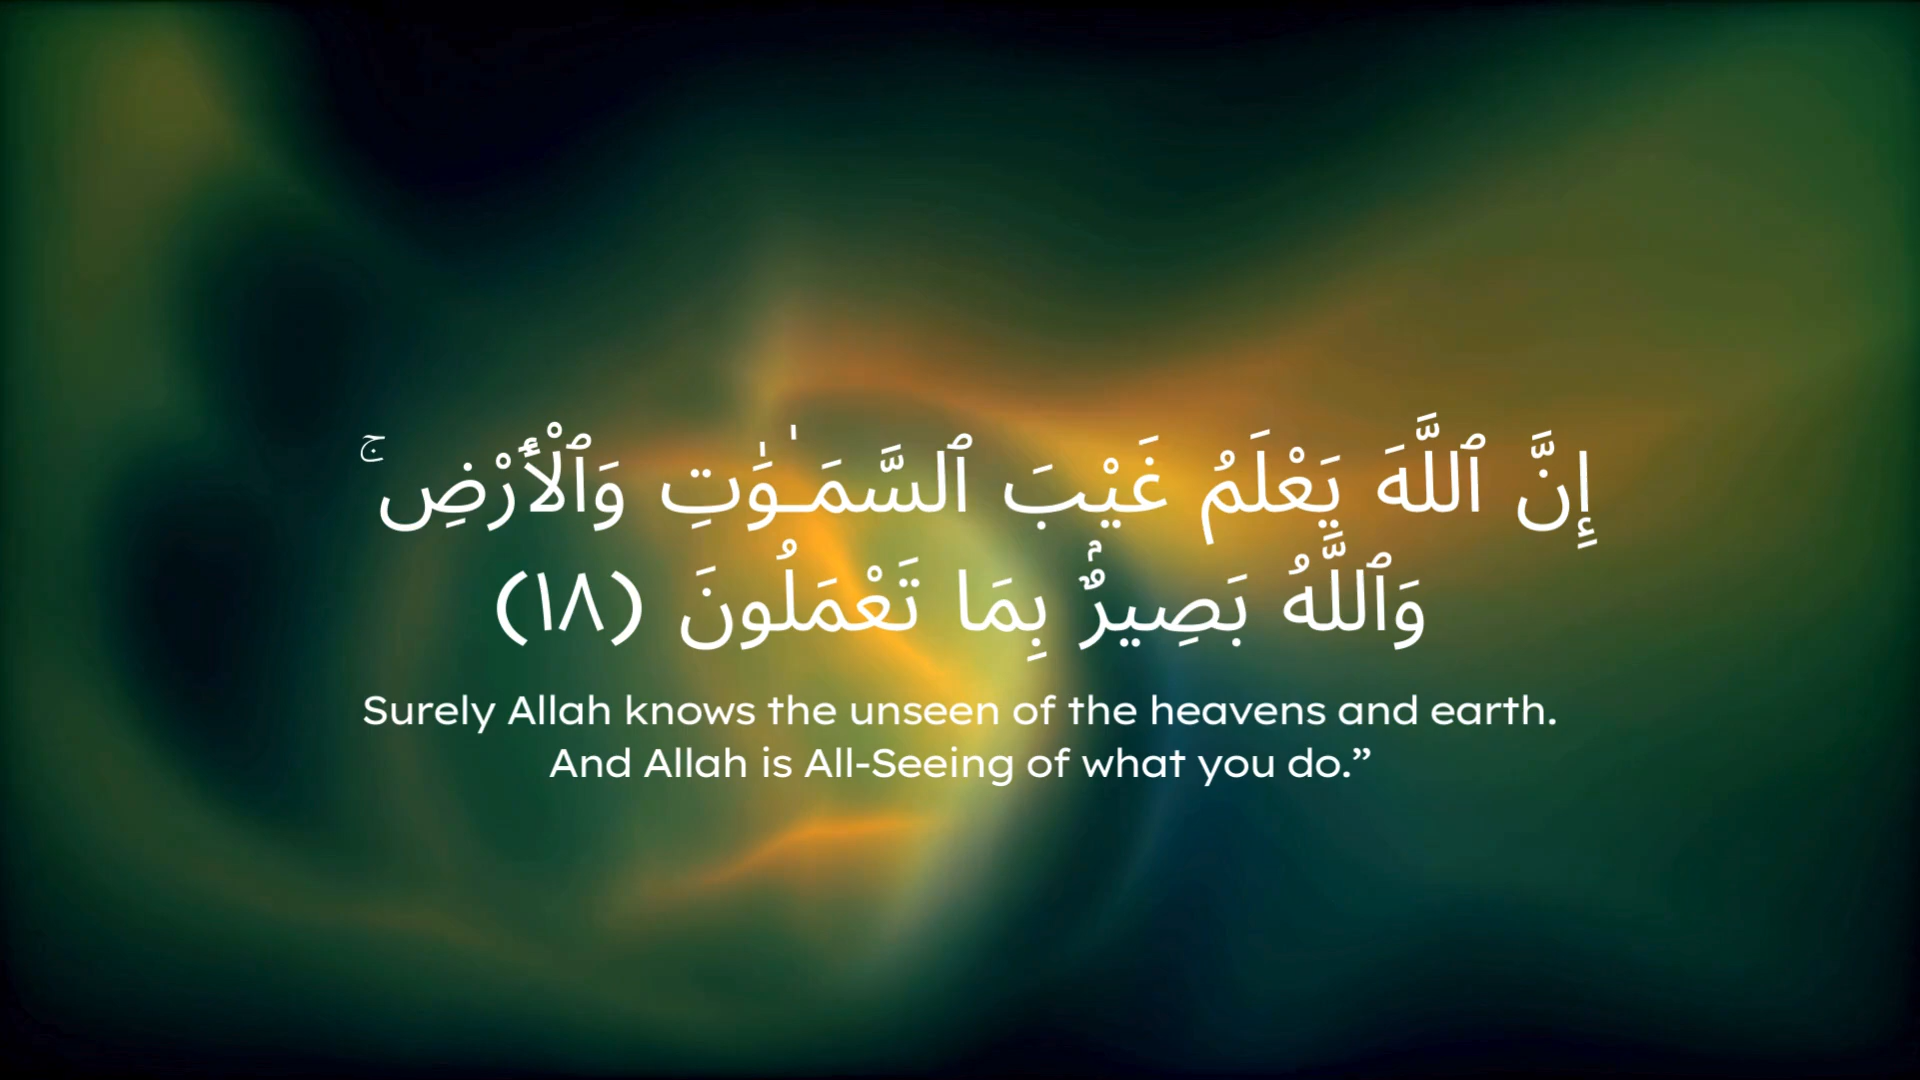 إِنَّ ٱللَّهَ يَعْلَمُ غَيْبَ ٱلسَّمَـٰوَٰتِ وَٱلْأَرْضِ ۚ
وَٱللَّهُ بَصِيرٌۢ بِمَا تَعْمَلُونَ (١٨)
Surely Allah knows the unseen of the heavens and earth.
And Allah is All-Seeing of what you do.”